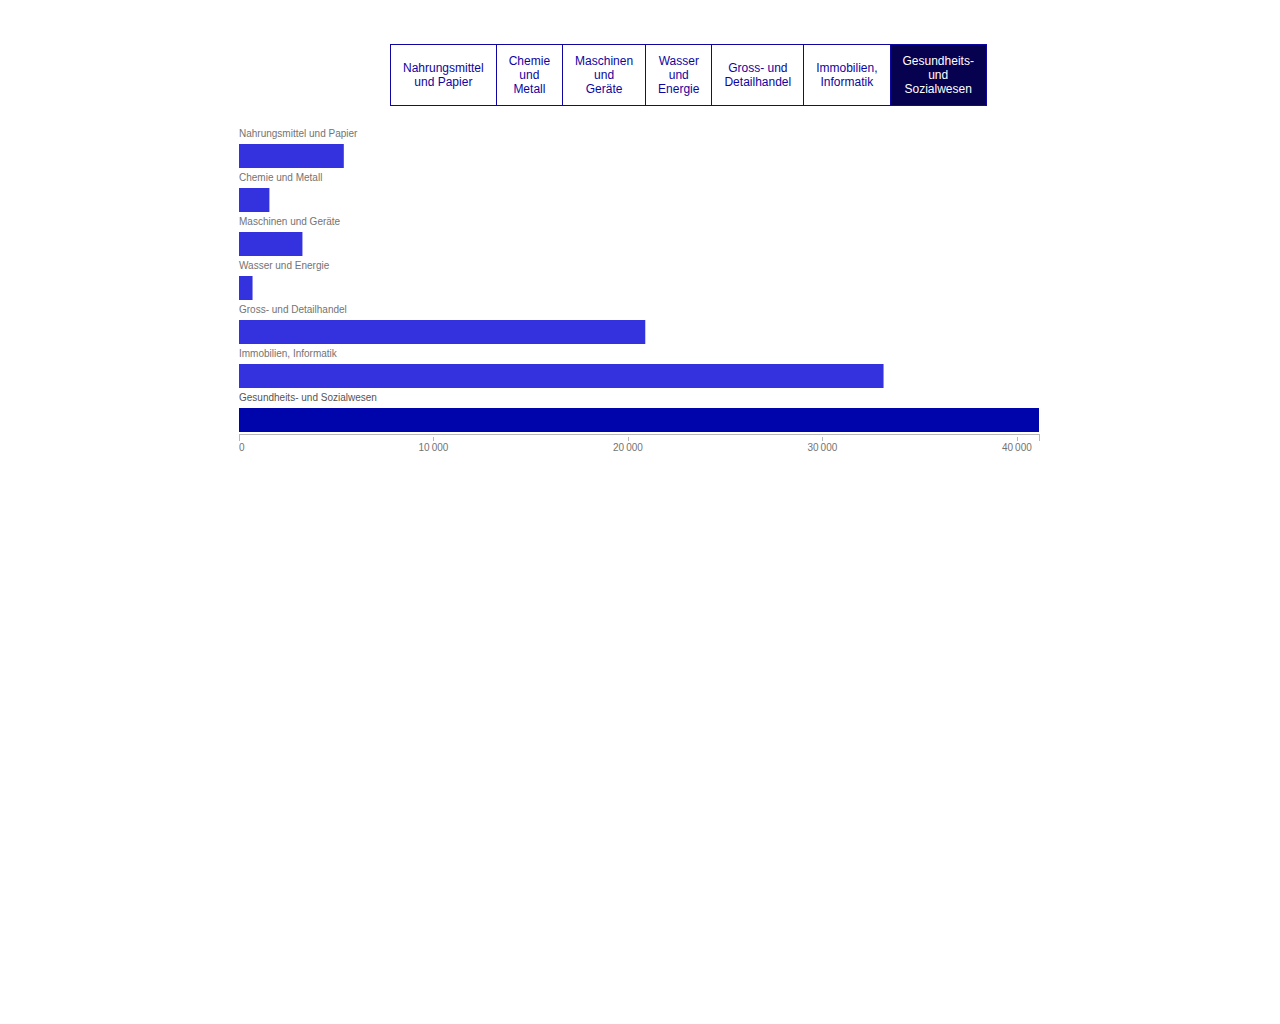 Nahrungsmittel
und Papier
Chemie
und
Metall
Maschinen
und
Geräte
Wasser
und
Energie
Gross- und
Detailhandel
Immobilien,
Informatik
Gesundheits-
und
Sozialwesen
Nahrungsmittel und Papier
Chemie und Metall
Maschinen und Geräte
Wasser und Energie
Gross- und Detailhandel
Immobilien, Informatik
Gesundheits- und Sozialwesen
0 10 000 20 000 30 000 40 000